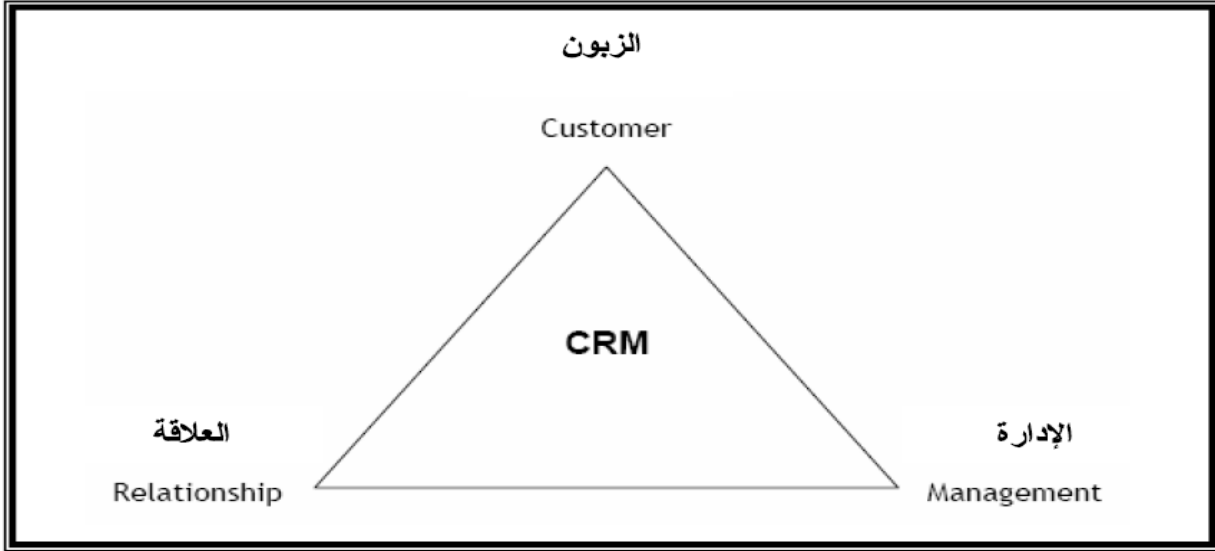 الزبون
Customer
CRM
العلاقة
الإدارة
Relationship
Management